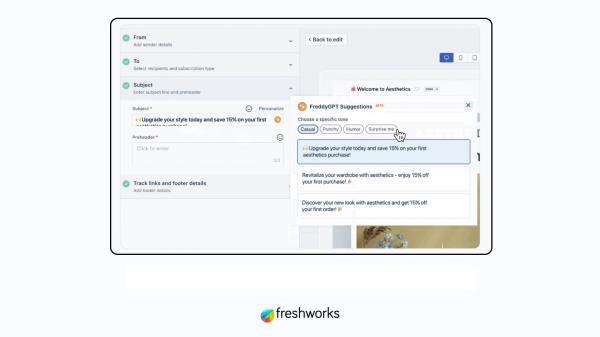 From
Add sender details
To
Select recipients and subscription type
Subject
Enter subject line and preheader
Subject *
Personalize
🙌Upgrade your style today and save 15% on your first
aesthetics purchase!
Preheader *
Click to enter
Track links and footer details
Add footer details
< Back to edit
Welcome to Aesthetics
FreddyGPT Suggestions BETA
Choose a specific tone
Casual
Punchy
Humor
Surprise me
🙌Upgrade your style today and save 15% on your first
aesthetics purchase!
Revitalize your wardrobe with aesthetics - enjoy 15% off
your first purchase! 🎉
Discover your new look with aesthetics and get 15% off
your first order! 🎉
freshworks